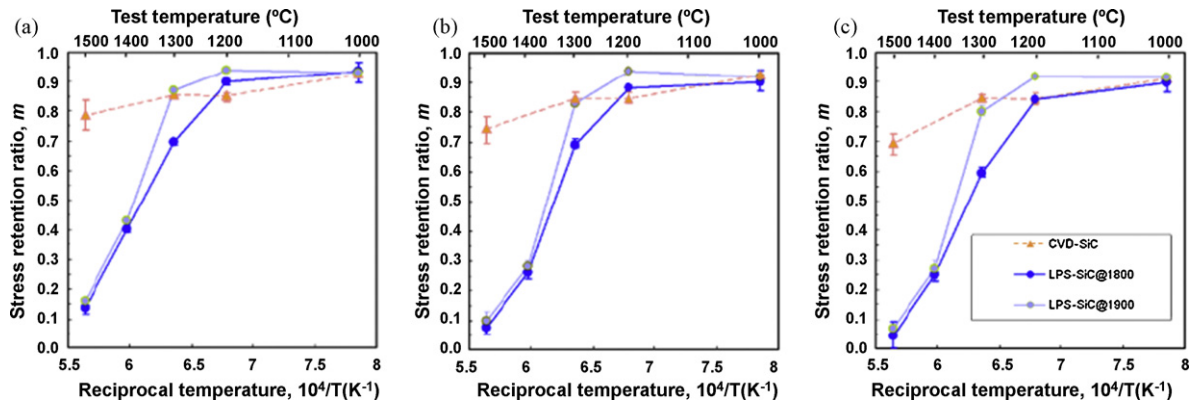 (a)
Test temperature (ºC)
1500 1400 1300 1200 1100 1000
1.0
0.9
0.8
0.7
0.6
0.5
0.4
0.3
0.2
0.1
0.0
Stress retention ratio, m
5.5 6 6.5 7 7.5 8
Reciprocal temperature, 10⁴/T(K⁻¹)
(b)
Test temperature (ºC)
1500 1400 1300 1200 1100 1000
1.0
0.9
0.8
0.7
0.6
0.5
0.4
0.3
0.2
0.1
0.0
Stress retention ratio, m
5.5 6 6.5 7 7.5 8
Reciprocal temperature, 10⁴/T(K⁻¹)
(c)
Test temperature (ºC)
1500 1400 1300 1200 1100 1000
1.0
0.9
0.8
0.7
0.6
0.5
0.4
0.3
0.2
0.1
0.0
Stress retention ratio, m
CVD-SiC
LPS-SiC@1800
LPS-SiC@1900
5.5 6 6.5 7 7.5 8
Reciprocal temperature, 10⁴/T(K⁻¹)